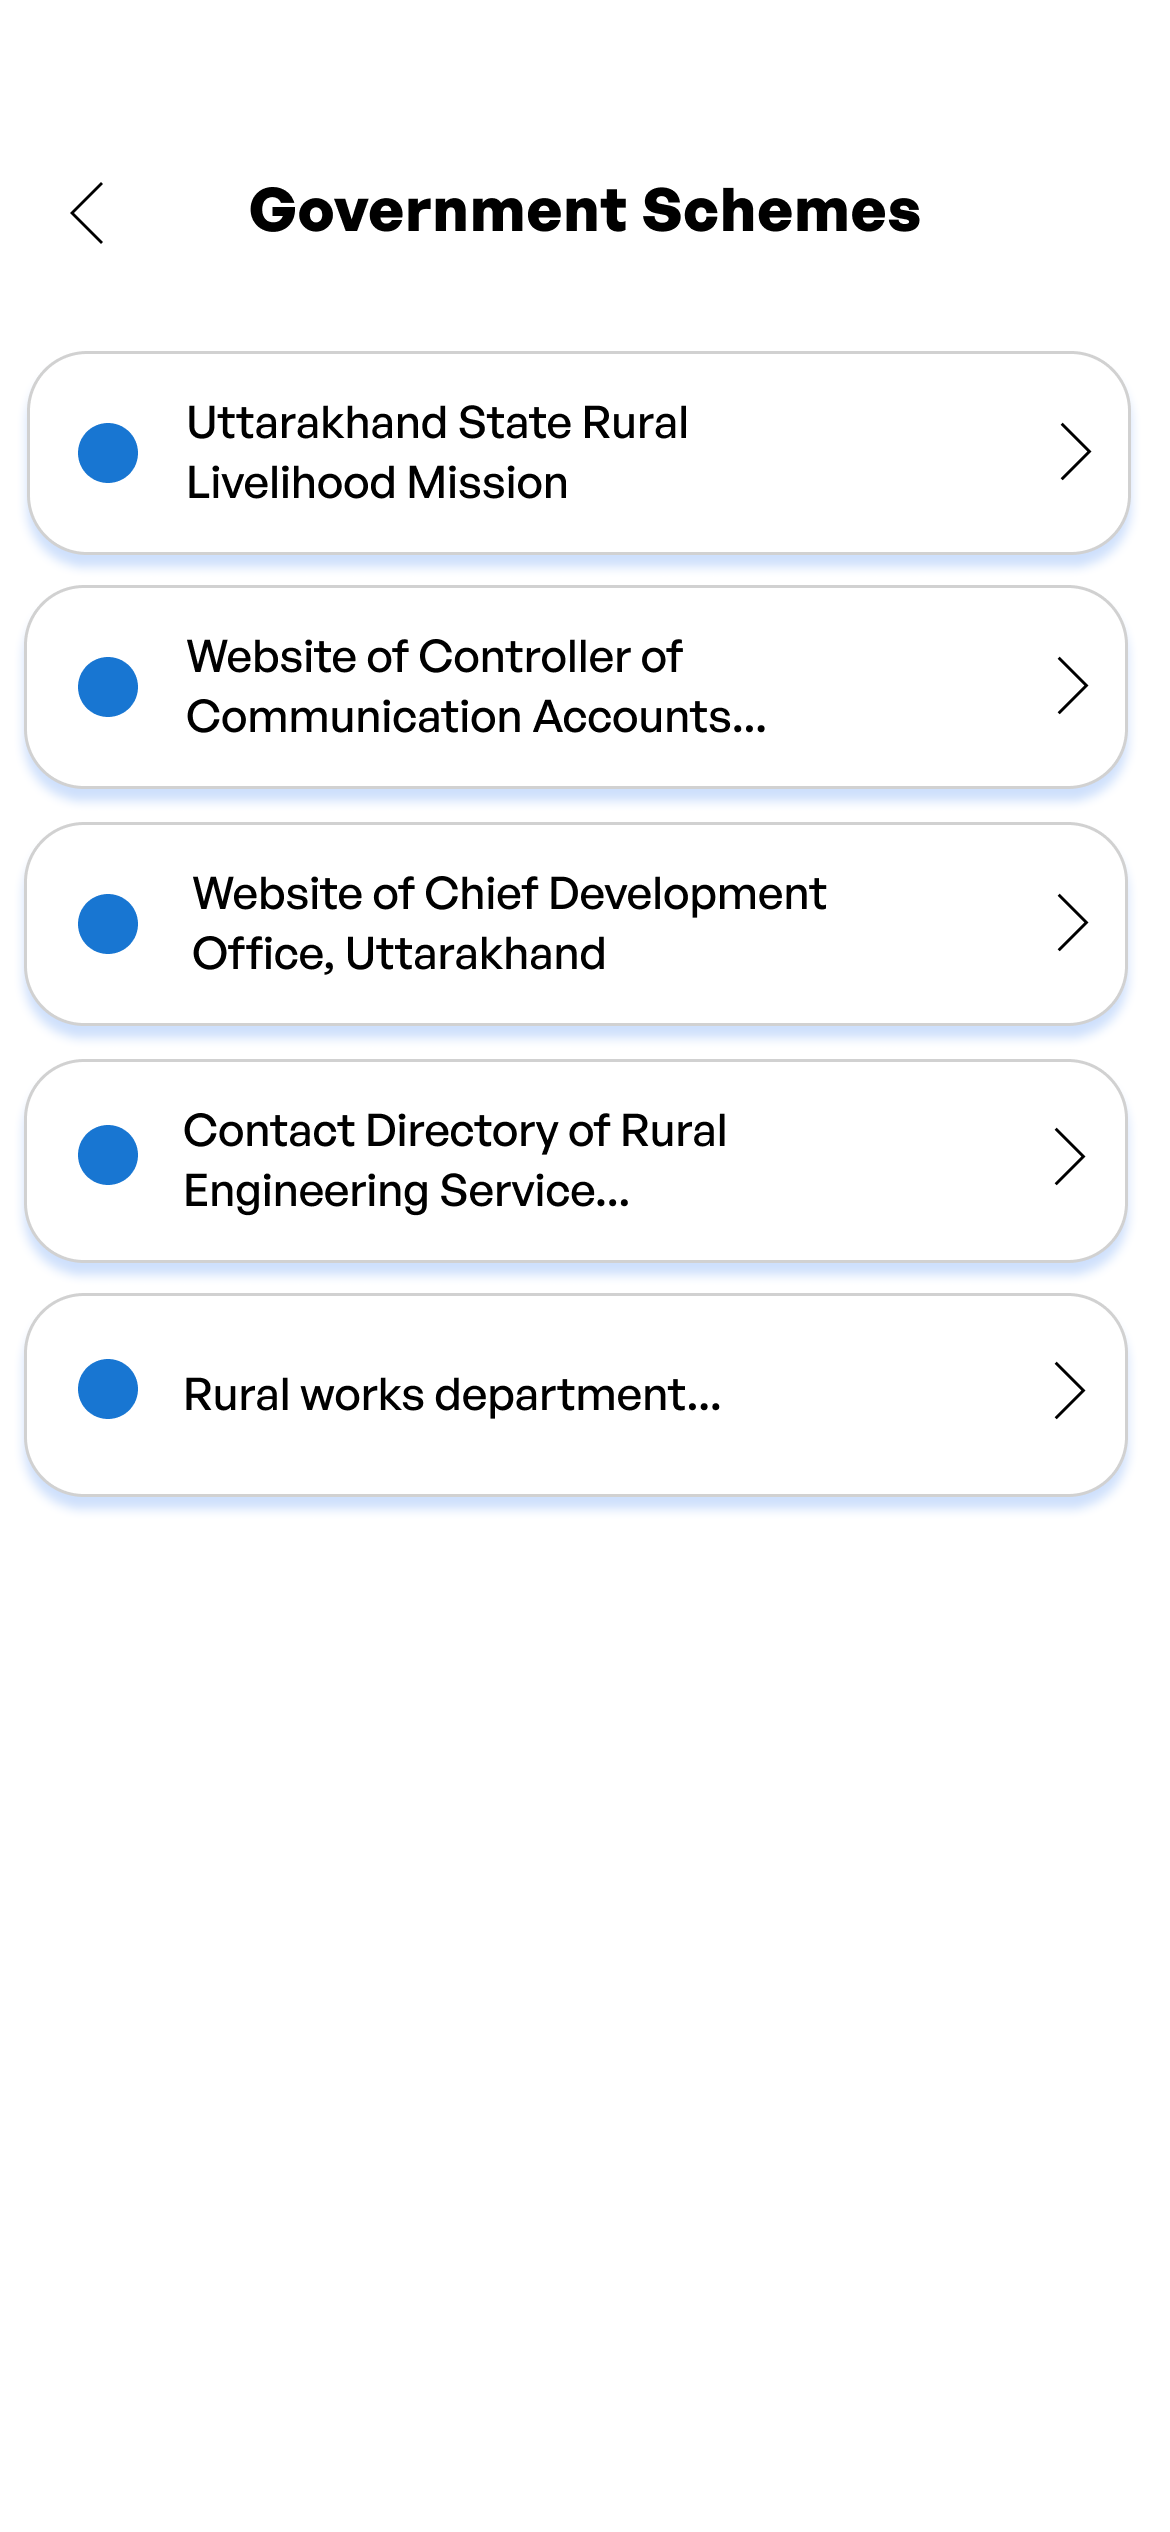 Government Schemes
Uttarakhand State Rural
Livelihood Mission
Website of Controller of
Communication Accounts...
Website of Chief Development
Office, Uttarakhand
Contact Directory of Rural
Engineering Service...
Rural works department...